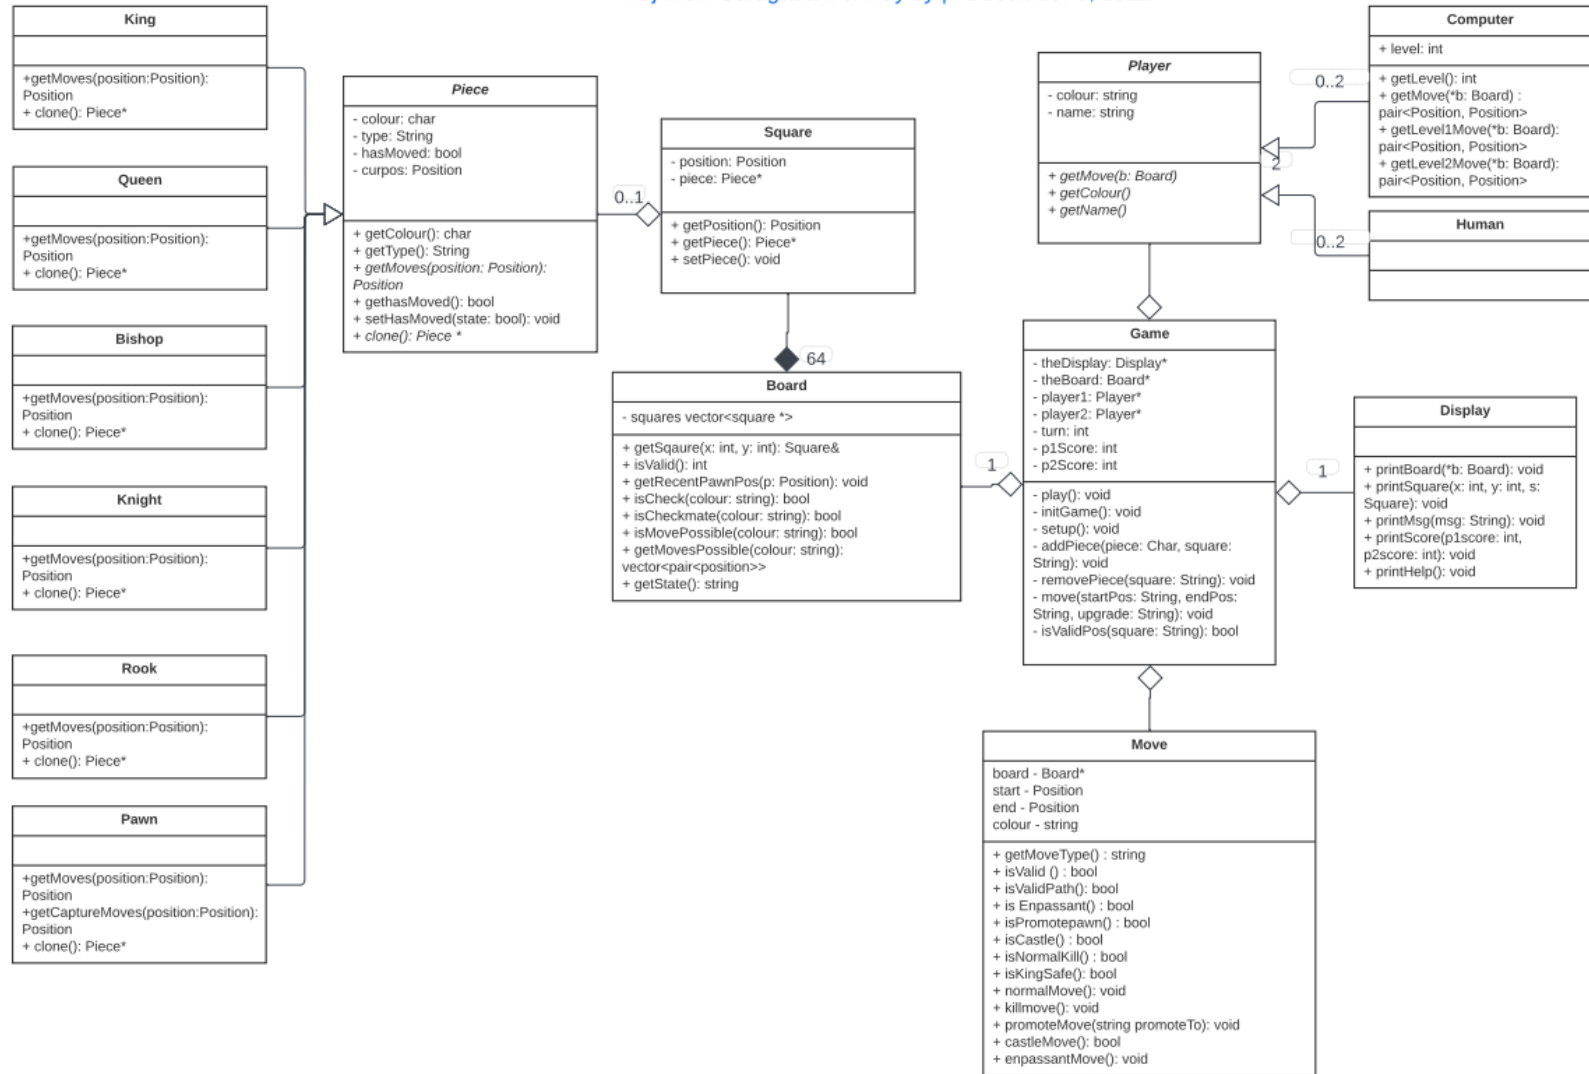 King
+getMoves(position:Position):
Position
+ clone(): Piece*
Queen
+getMoves(position:Position):
Position
+ clone(): Piece*
Bishop
+getMoves(position:Position):
Position
+ clone(): Piece*
Knight
+getMoves(position:Position):
Position
+ clone(): Piece*
Rook
+getMoves(position:Position):
Position
+ clone(): Piece*
Pawn
+getMoves(position:Position):
Position
+getCaptureMoves(position:Position):
Position
+ clone(): Piece*
Piece
- colour: char
- type: String
- hasMoved: bool
- curpos: Position
+ getColour(): char
+ getType(): String
+ getMoves(position: Position):
Position
+ gethasMoved(): bool
+ setHasMoved(state: bool): void
+ clone(): Piece *
0..1
Square
- position: Position
- piece: Piece*
+ getPosition(): Position
+ getPiece(): Piece*
+ setPiece(): void
64
Board
- squares vector<square *>
+ getSqaure(x: int, y: int): Square&
+ isValid(): int
+ getRecentPawnPos(p: Position): void
+ isCheck(colour: string): bool
+ isCheckmate(colour: string): bool
+ isMovePossible(colour: string): bool
+ getMovesPossible(colour: string):
vector<pair<position>>
+ getState(): string
1
Player
- colour: string
- name: string
+ getMove(b: Board)
+ getColour()
+ getName()
2
0..2
0..2
Computer
+ level: int
+ getLevel(): int
+ getMove(*b: Board) :
pair<Position, Position>
+ getLevel1Move(*b: Board):
pair<Position, Position>
+ getLevel2Move(*b: Board):
pair<Position, Position>
Human
Game
- theDisplay: Display*
- theBoard: Board*
- player1: Player*
- player2: Player*
- turn: int
- p1Score: int
- p2Score: int
- play(): void
- initGame(): void
- setup(): void
- addPiece(piece: Char, square:
String): void
- removePiece(square: String): void
- move(startPos: String, endPos:
String, upgrade: String): void
- isValidPos(square: String): bool
1
Display
+ printBoard(*b: Board): void
+ printSquare(x: int, y: int, s:
Square): void
+ printMsg(msg: String): void
+ printScore(p1score: int,
p2score: int): void
+ printHelp(): void
Move
board - Board*
start - Position
end - Position
colour - string
+ getMoveType() : string
+ isValid () : bool
+ isValidPath(): bool
+ is Enpassant() : bool
+ isPromotepawn() : bool
+ isCastle() : bool
+ isNormalKill() : bool
+ isKingSafe(): bool
+ normalMove(): void
+ killmove(): void
+ promoteMove(string promoteTo): void
+ castleMove(): bool
+ enpassantMove(): void